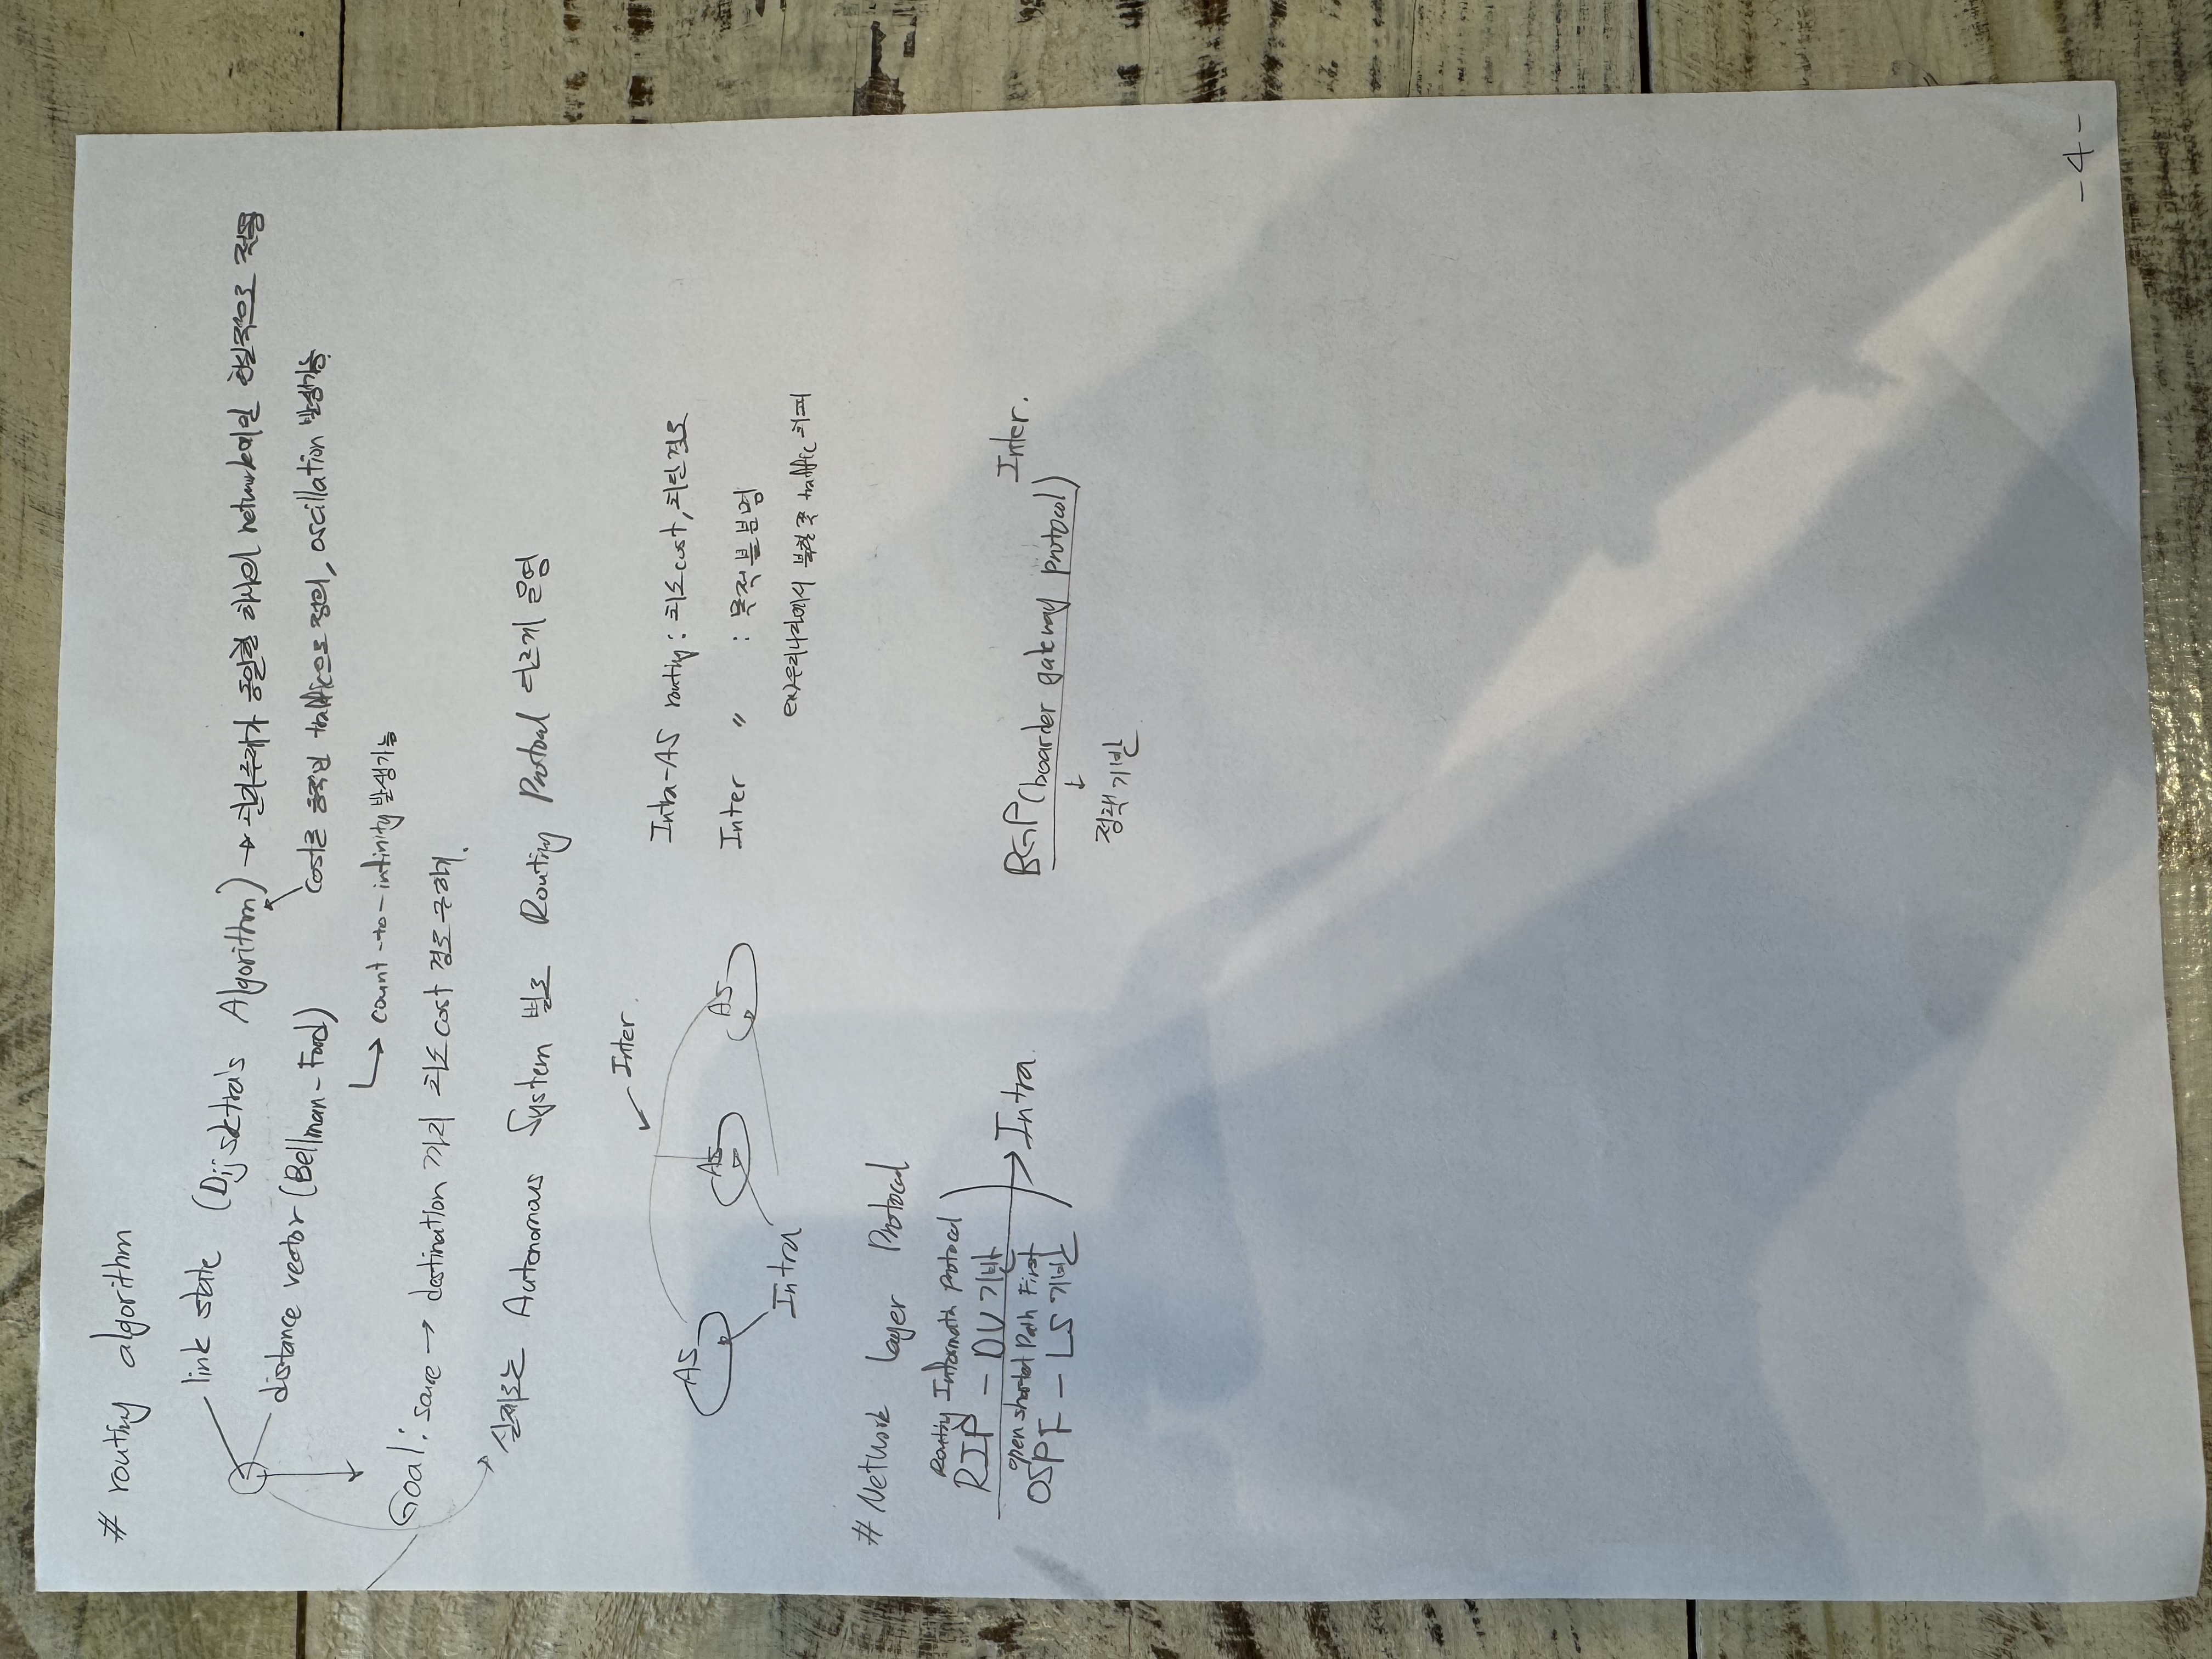 # routing algorithm
link state (Dijsktra's Algorithm) → 관리주체가 동일한 하나의 network에만 현실적으로 적용
distance vector (Bellman-Ford)
cost를 traffic으로 정의, oscillation 발생가능
count-to-infinity 발생가능
Goal: soure → destination 까지 최소 cost 경로 구하기.
실제로는 Autonomous System 별로 Routing Protocol 다르게 운영
Inter
AS
AS
AS
Intra
Intra-AS routing : 최소 cost, 최단경로
Inter 〃 : 목적 불분명
ex) 우리나라에서 북한 쪽 traffic 회피
# Network Layer Protocol
Routing Information Protocol
RIP - DV 기반
open shortest Path First
OSPF - LS 기반
Intra
BGP (boarder gateway protocol)
Inter.
↓
정책 기반
-4-